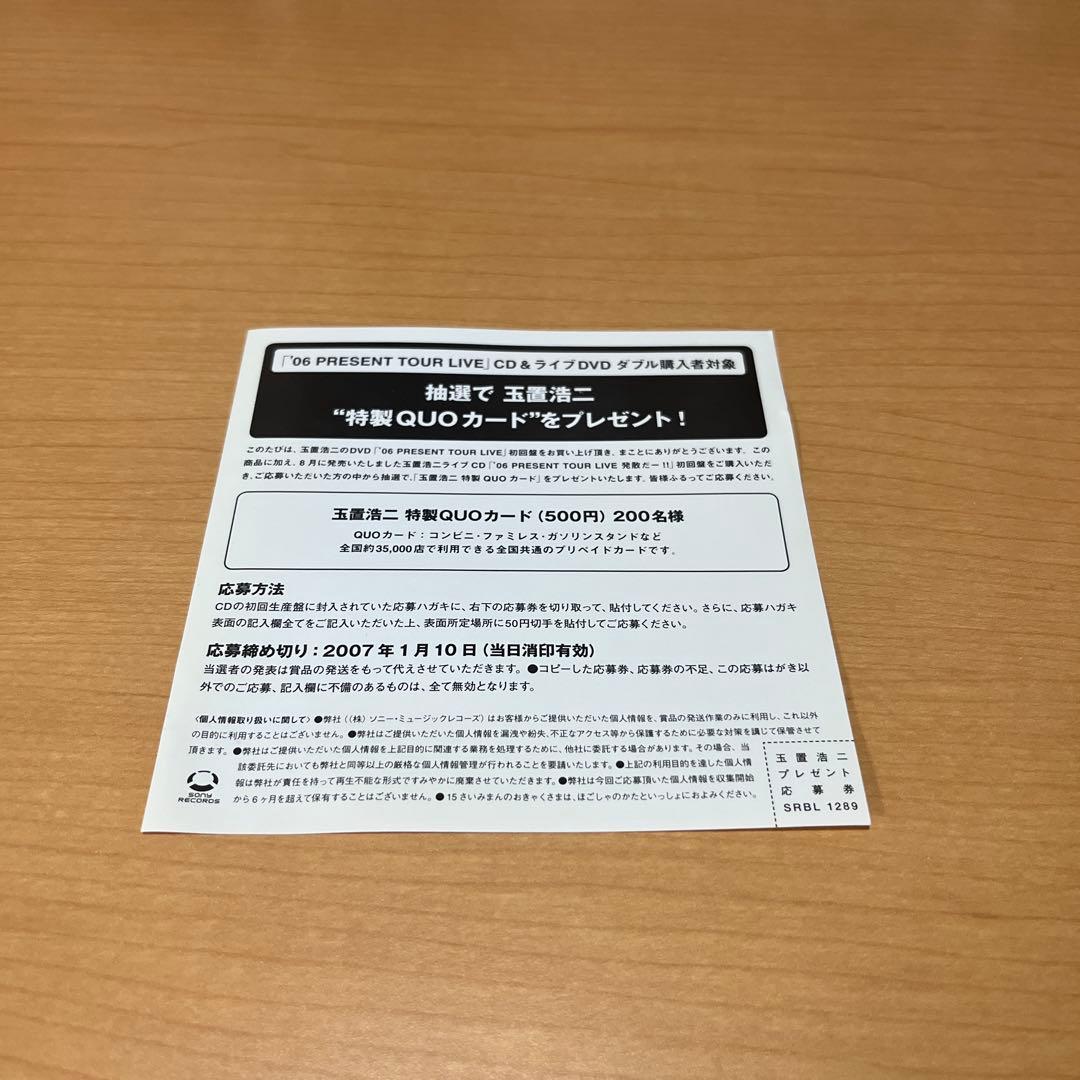 「'06 PRESENT TOUR LIVE」CD＆ライブDVD ダブル購入者対象
抽選で 玉置浩二
“特製QUOカード”をプレゼント！
このたびは、玉置浩二のDVD「'06 PRESENT TOUR LIVE」初回盤をお買い上げ頂き、まことにありがとうございます。この
商品に加え、8月に発売いたしました玉置浩二ライブCD「'06 PRESENT TOUR LIVE 発散だー!!」初回盤をご購入いただ
き、ご応募いただいた方の中から抽選で、「玉置浩二 特製 QUO カード」をプレゼントいたします。皆様ふるってご応募ください。
玉置浩二 特製QUOカード（500円）200名様
QUOカード：コンビニ・ファミレス・ガソリンスタンドなど
全国約35,000店で利用できる全国共通のプリペイドカードです。
応募方法
CDの初回生産盤に封入されていた応募ハガキに、右下の応募券を切り取って、貼付してください。さらに、応募ハガキ
表面の記入欄全てをご記入いただいた上、表面所定場所に50円切手を貼付してご応募ください。
応募締め切り：2007年1月10日（当日消印有効）
当選者の発表は賞品の発送をもって代えさせていただきます。●コピーした応募券、応募券の不足、この応募はがき以
外でのご応募、記入欄に不備のあるものは、全て無効となります。
〈個人情報取り扱いに関して〉●弊社（（株）ソニー・ミュージックレコーズ）はお客様からご提供いただいた個人情報を、賞品の発送作業のみに利用し、これ以外
の目的に利用することはございません。●弊社はご提供いただいた個人情報を漏洩や紛失、不正なアクセス等から保護するために必要な対策を講じて保管させて
頂きます。●弊社はご提供いただいた個人情報を上記目的に関連する業務を処理するために、他社に委託する場合があります。その場合、当
該委託先においても弊社と同等以上の厳格な個人情報管理が行われることを要請いたします。●上記の利用目的を達した個人情
報は弊社が責任を持って再生不能な形式ですみやかに廃棄させていただきます。●弊社は今回ご応募頂いた個人情報を収集開始
から6ヶ月を超えて保有することはございません。●15さいみまんのおきゃくさまは、ほごしゃのかたといっしょにおよみください。
SONY
RECORDS
玉置浩二
プレゼント
応募券
SRBL 1289